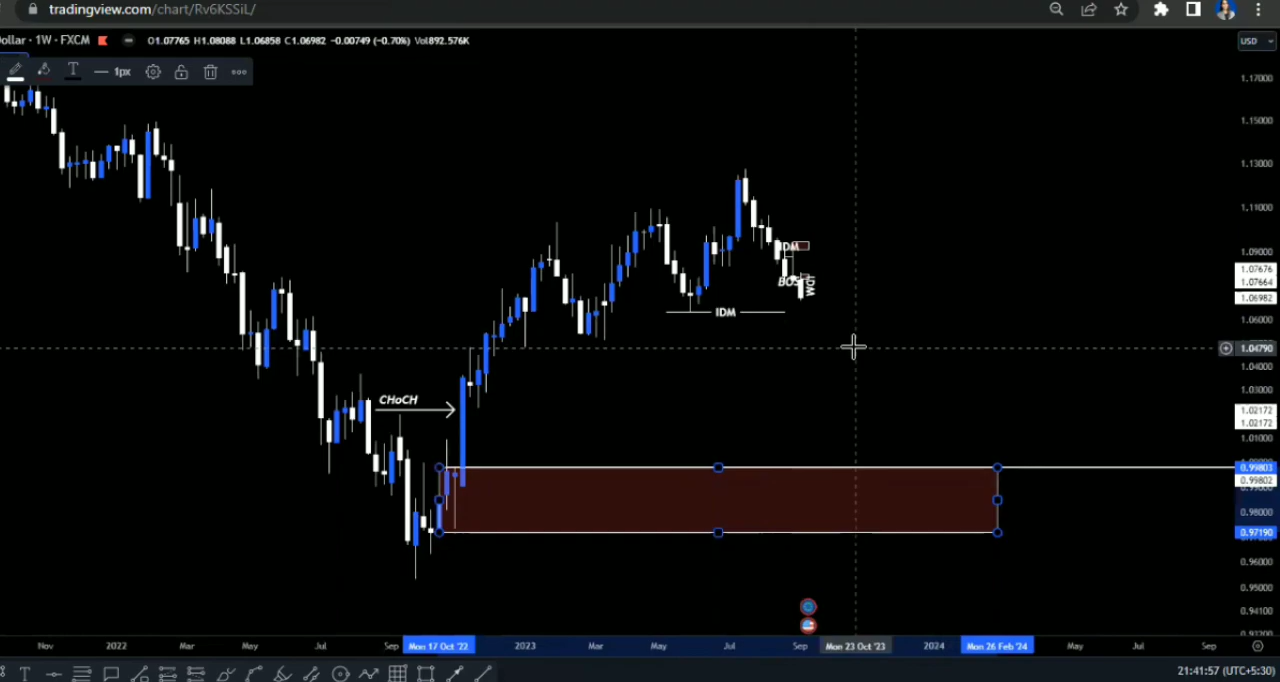 tradingview.com/chart/Rv6KSSiL/
ollar · 1W · FXCM O1.07765 H1.08088 L1.06858 C1.06982 −0.00749 (−0.70%) Vol892.576K
USD
T 1px
1.17000
1.15000
1.13000
1.11000
IDM
1.09000
1.07676
1.07664
BOS IDM
1.06982
IDM
1.06000
1.04790
1.04000
1.03000
CHoCH
1.02172
1.02172
1.01000
0.99803
0.99802
0.98000
0.97190
0.96000
0.95000
0.94100
Nov 2022 Mar May Jul Sep Mon 17 Oct '22 2023 Mar May Jul Sep Mon 23 Oct '23 2024 Mon 26 Feb '24 May Jul Sep
T
21:41:57 (UTC+5:30)